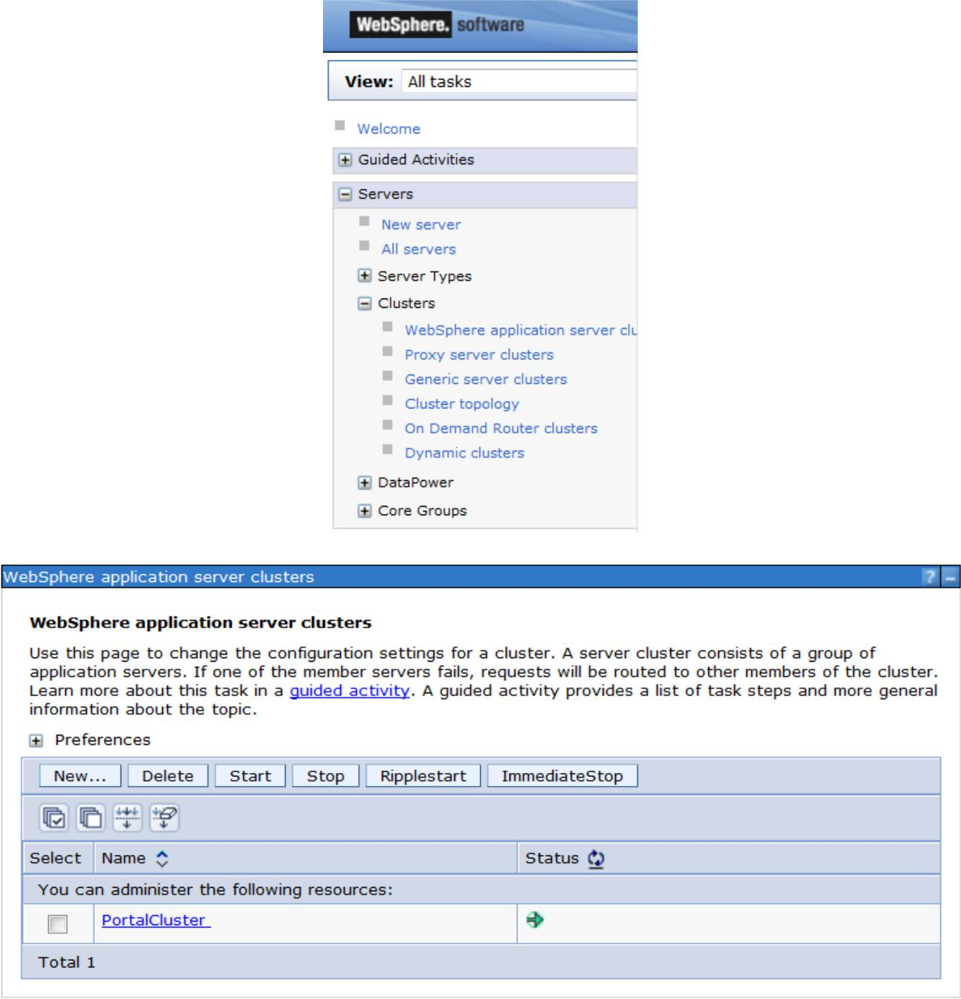 WebSphere. software
View: All tasks
Welcome
Guided Activities
Servers
New server
All servers
Server Types
Clusters
WebSphere application server clu
Proxy server clusters
Generic server clusters
Cluster topology
On Demand Router clusters
Dynamic clusters
DataPower
Core Groups
WebSphere application server clusters ? –
WebSphere application server clusters
Use this page to change the configuration settings for a cluster. A server cluster consists of a group of
application servers. If one of the member servers fails, requests will be routed to other members of the cluster.
Learn more about this task in a guided activity. A guided activity provides a list of task steps and more general
information about the topic.
Preferences
New... Delete Start Stop Ripplestart ImmediateStop
Select Name Status
You can administer the following resources:
PortalCluster
Total 1